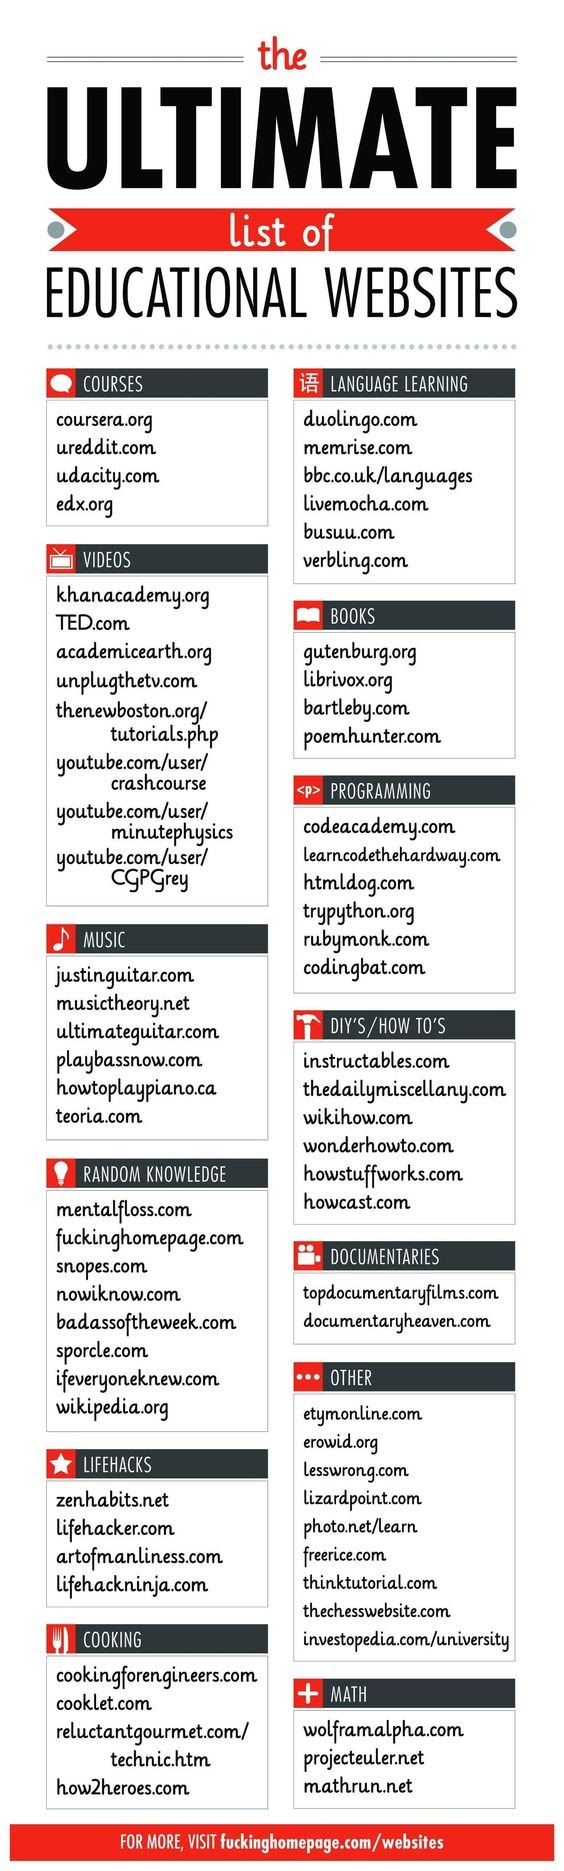 the
ULTIMATE
list of
EDUCATIONAL WEBSITES
COURSES
coursera.org
ureddit.com
udacity.com
edx.org
VIDEOS
khanacademy.org
TED.com
academicearth.org
unplugthetv.com
thenewboston.org/
tutorials.php
youtube.com/user/
crashcourse
youtube.com/user/
minutephysics
youtube.com/user/
CGPGrey
MUSIC
justinguitar.com
musictheory.net
ultimateguitar.com
playbassnow.com
howtoplaypiano.ca
teoria.com
RANDOM KNOWLEDGE
mentalfloss.com
fuckinghomepage.com
snopes.com
nowiknow.com
badassoftheweek.com
sporcle.com
ifeveryoneknew.com
wikipedia.org
LIFEHACKS
zenhabits.net
lifehacker.com
artofmanliness.com
lifehackninja.com
COOKING
cookingforengineers.com
cooklet.com
reluctantgourmet.com/
technic.htm
how2heroes.com
语 LANGUAGE LEARNING
duolingo.com
memrise.com
bbc.co.uk/languages
livemocha.com
busuu.com
verbling.com
BOOKS
gutenburg.org
librivox.org
bartleby.com
poemhunter.com
<p> PROGRAMMING
codeacademy.com
learncodethehardway.com
htmldog.com
trypython.org
rubymonk.com
codingbat.com
DIY'S/HOW TO'S
instructables.com
thedailymiscellany.com
wikihow.com
wonderhowto.com
howstuffworks.com
howcast.com
DOCUMENTARIES
topdocumentaryfilms.com
documentaryheaven.com
OTHER
etymonline.com
erowid.org
lesswrong.com
lizardpoint.com
photo.net/learn
freerice.com
thinktutorial.com
thechesswebsite.com
investopedia.com/university
MATH
wolframalpha.com
projecteuler.net
mathrun.net
FOR MORE, VISIT fuckinghomepage.com/websites